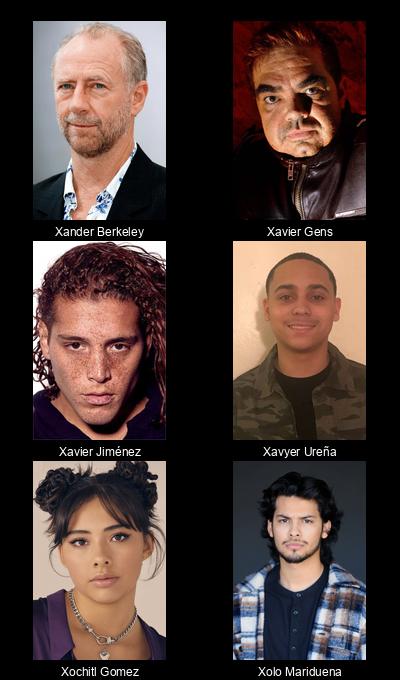 Xander Berkeley
Xavier Gens
Xavier Jiménez
Xavyer Ureña
Xochitl Gomez
Xolo Mariduena